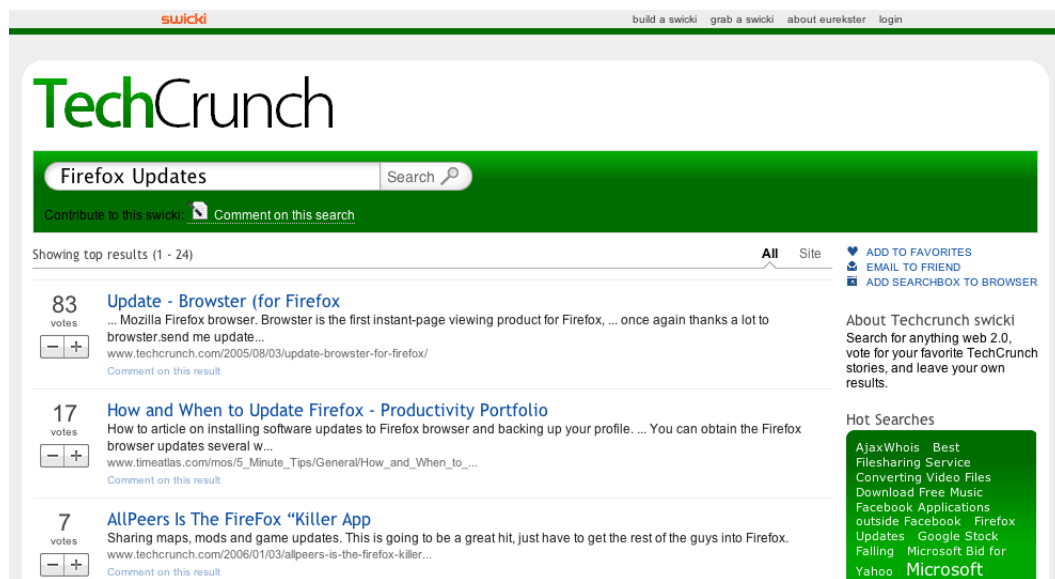 swicki
build a swicki grab a swicki about eurekster login
TechCrunch
Firefox Updates
Search
Contribute to this swicki: Comment on this search
Showing top results (1 - 24)
All Site
83
votes
Update - Browster (for Firefox
... Mozilla Firefox browser. Browster is the first instant-page viewing product for Firefox, ... once again thanks a lot to
browster.send me update...
www.techcrunch.com/2005/08/03/update-browster-for-firefox/
Comment on this result
17
votes
How and When to Update Firefox - Productivity Portfolio
How to article on installing software updates to Firefox browser and backing up your profile. ... You can obtain the Firefox
browser updates several w...
www.timeatlas.com/mos/5_Minute_Tips/General/How_and_When_to_...
Comment on this result
7
votes
AllPeers Is The FireFox “Killer App
Sharing maps, mods and game updates. This is going to be a great hit, just have to get the rest of the guys into Firefox.
www.techcrunch.com/2006/01/03/allpeers-is-the-firefox-killer...
Comment on this result
ADD TO FAVORITES
EMAIL TO FRIEND
ADD SEARCHBOX TO BROWSER
About Techcrunch swicki
Search for anything web 2.0,
vote for your favorite TechCrunch
stories, and leave your own
results.
Hot Searches
AjaxWhois Best
Filesharing Service
Converting Video Files
Download Free Music
Facebook Applications
outside Facebook Firefox
Updates Google Stock
Falling Microsoft Bid for
Yahoo Microsoft